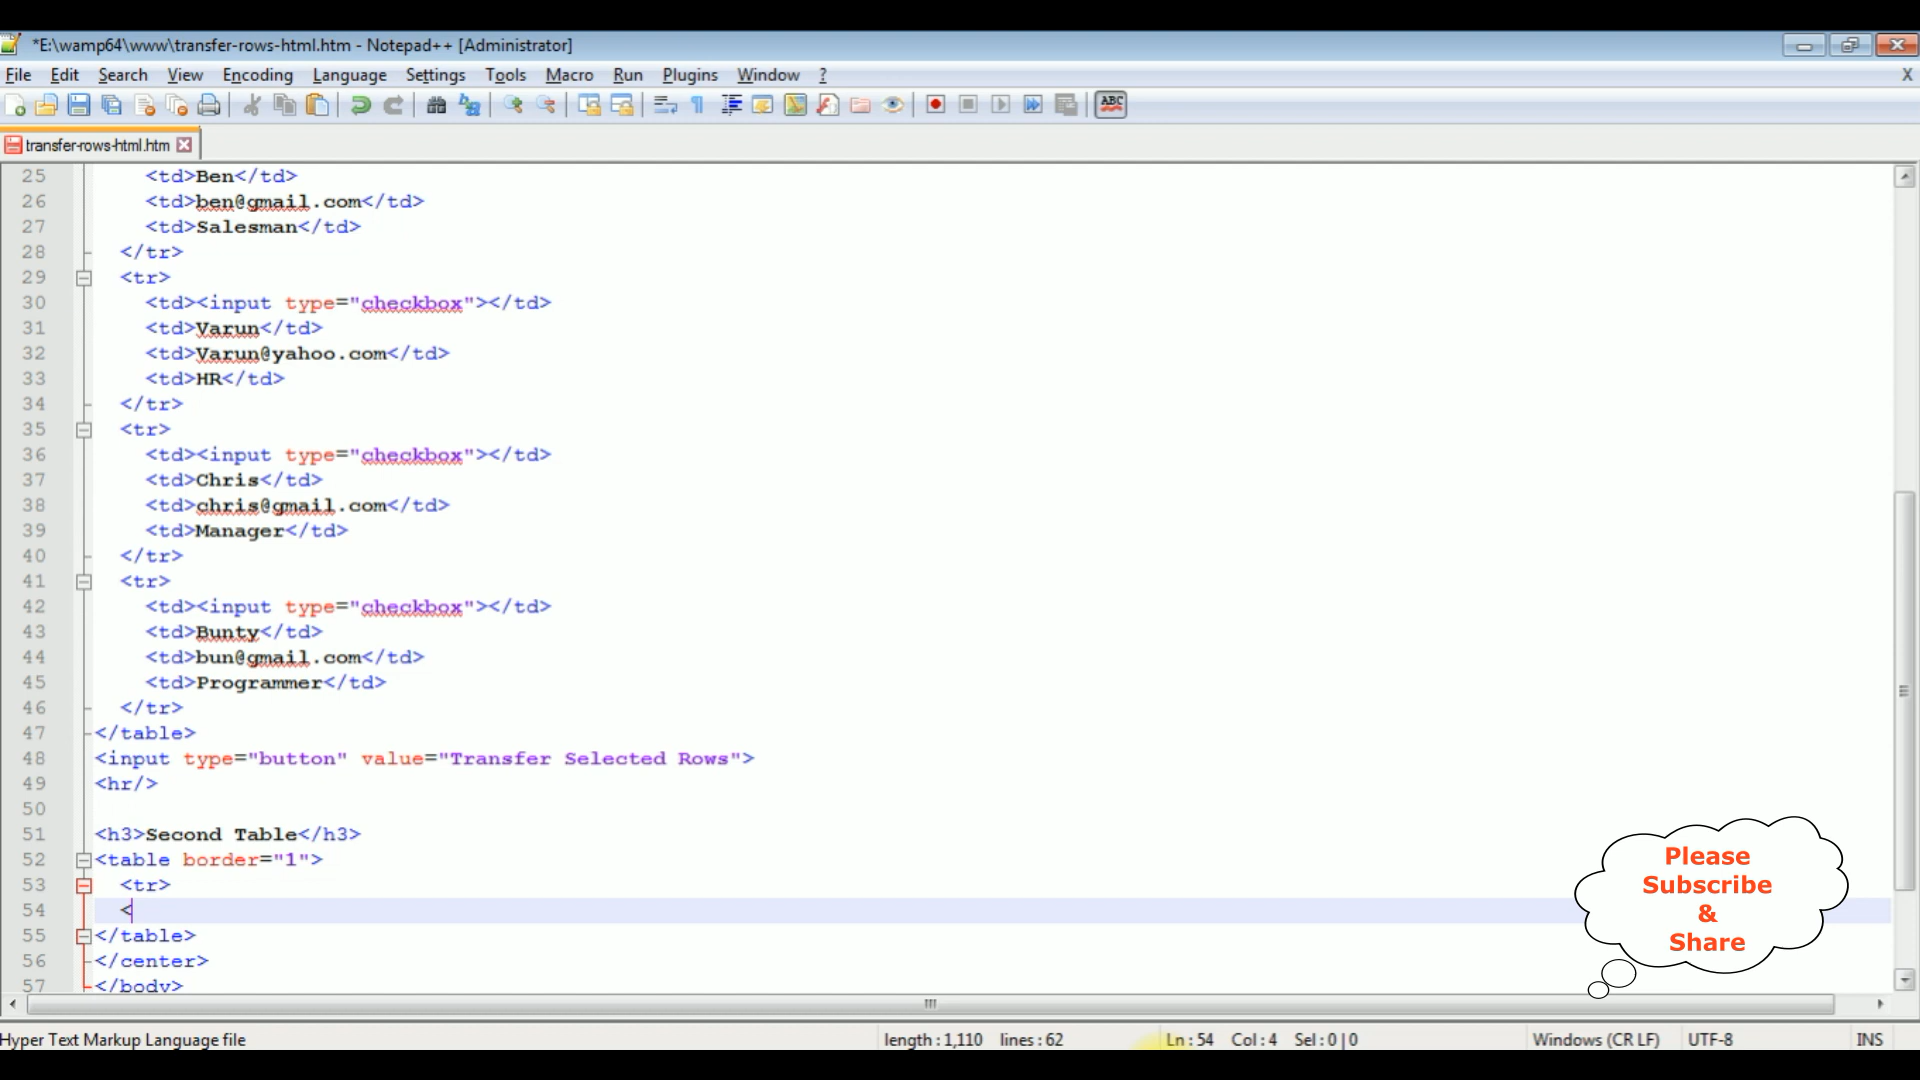 *E:\wamp64\www\transfer-rows-html.htm - Notepad++ [Administrator]
File Edit Search View Encoding Language Settings Tools Macro Run Plugins Window ? X
ABC
transfer-rows-html.htm
25 <td>Ben</td>
26 <td>ben@gmail.com</td>
27 <td>Salesman</td>
28 </tr>
29 <tr>
30 <td><input type="checkbox"></td>
31 <td>Varun</td>
32 <td>Varun@yahoo.com</td>
33 <td>HR</td>
34 </tr>
35 <tr>
36 <td><input type="checkbox"></td>
37 <td>Chris</td>
38 <td>chris@gmail.com</td>
39 <td>Manager</td>
40 </tr>
41 <tr>
42 <td><input type="checkbox"></td>
43 <td>Bunty</td>
44 <td>bun@gmail.com</td>
45 <td>Programmer</td>
46 </tr>
47 </table>
48 <input type="button" value="Transfer Selected Rows">
49 <hr/>
50
51 <h3>Second Table</h3>
52 <table border="1">
53 <tr>
54 <
55 </table>
56 </center>
57 </body>
Please
Subscribe
&
Share
Hyper Text Markup Language file length : 1,110 lines : 62 Ln : 54 Col : 4 Sel : 0 | 0 Windows (CR LF) UTF-8 INS